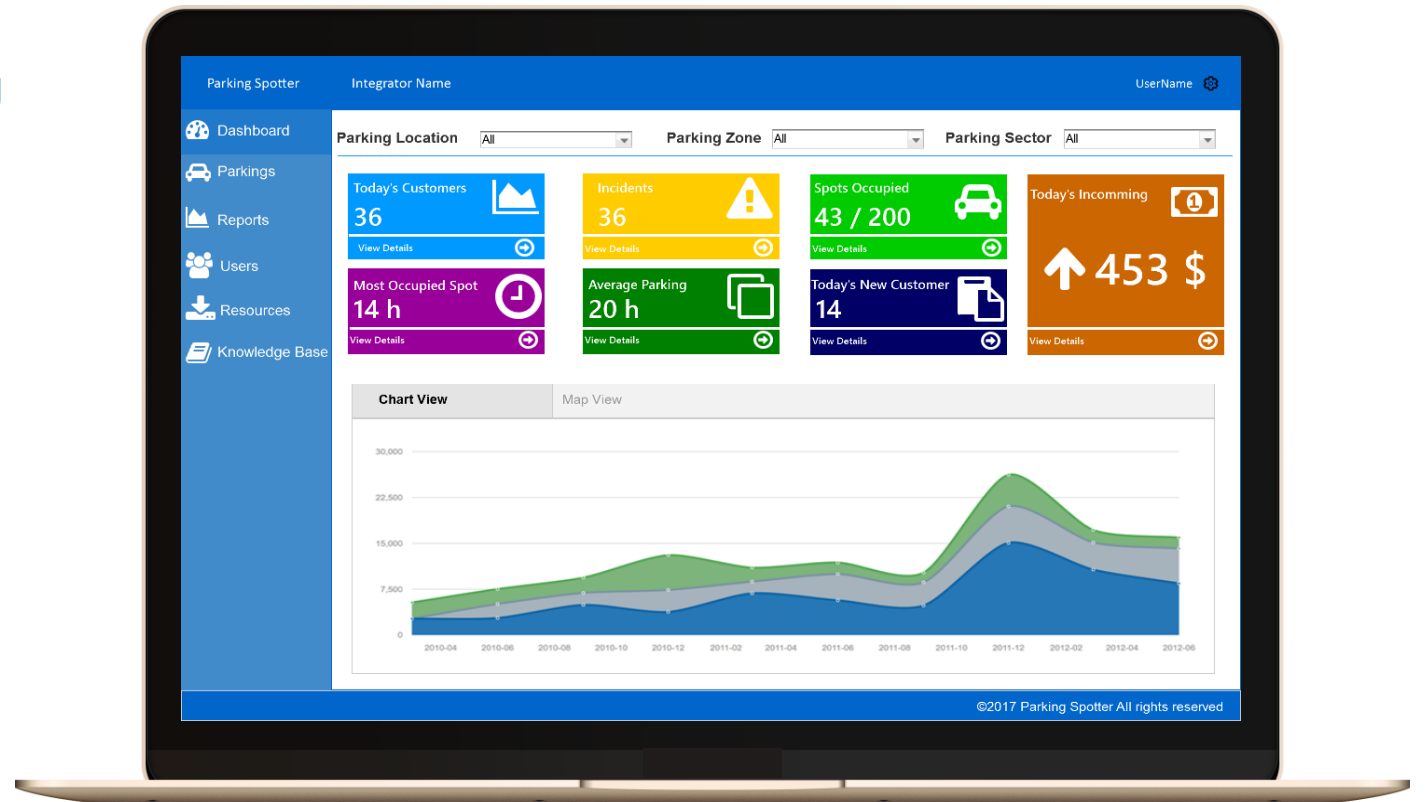 Parking Spotter Integrator Name UserName
Dashboard
Parkings
Reports
Users
Resources
Knowledge Base
Parking Location All Parking Zone All Parking Sector All
Today's Customers
36
View Details
Incidents
36
View Details
Spots Occupied
43 / 200
View Details
Today's Incomming
1
453 $
View Details
Most Occupied Spot
14 h
View Details
Average Parking
20 h
View Details
Today's New Customer
14
View Details
Chart View Map View
30,000
22,500
15,000
7,500
0
2010-04 2010-06 2010-08 2010-10 2010-12 2011-02 2011-04 2011-06 2011-08 2011-10 2011-12 2012-02 2012-04 2012-06
©2017 Parking Spotter All rights reserved